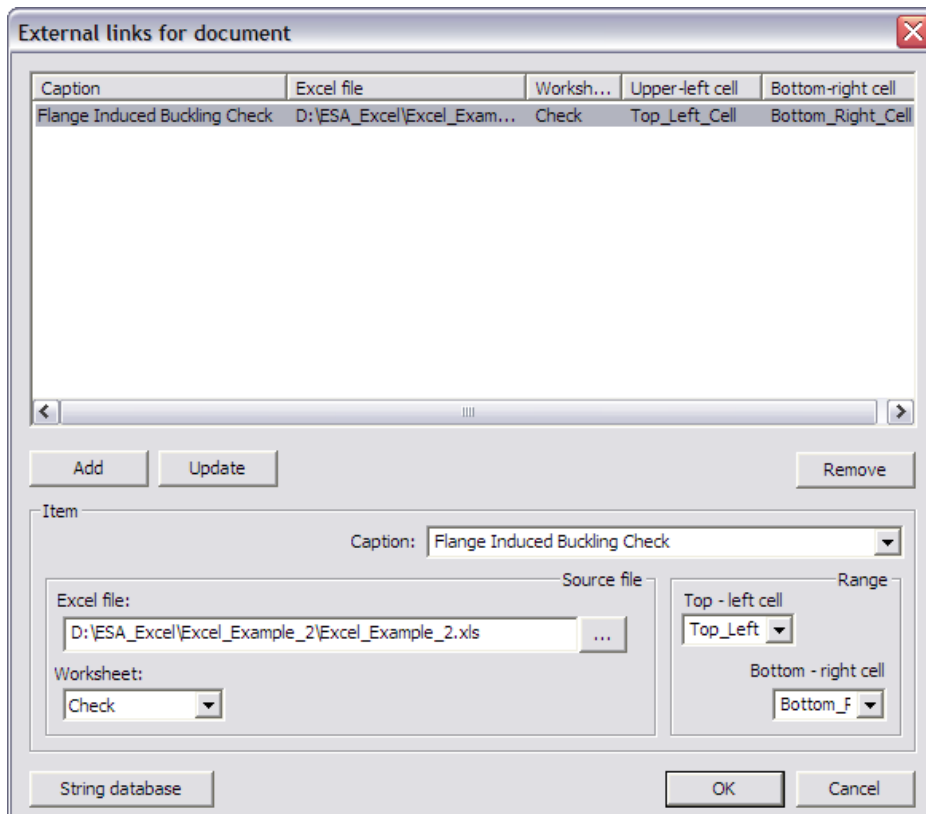 External links for document
Caption Excel file Worksh... Upper-left cell Bottom-right cell
Flange Induced Buckling Check D:\ESA_Excel\Excel_Exam... Check Top_Left_Cell Bottom_Right_Cell
Add Update Remove
Item
Caption: Flange Induced Buckling Check
Source file Range
Excel file: Top - left cell
D:\ESA_Excel\Excel_Example_2\Excel_Example_2.xls ... Top_Left
Worksheet: Bottom - right cell
Check Bottom_F
String database OK Cancel